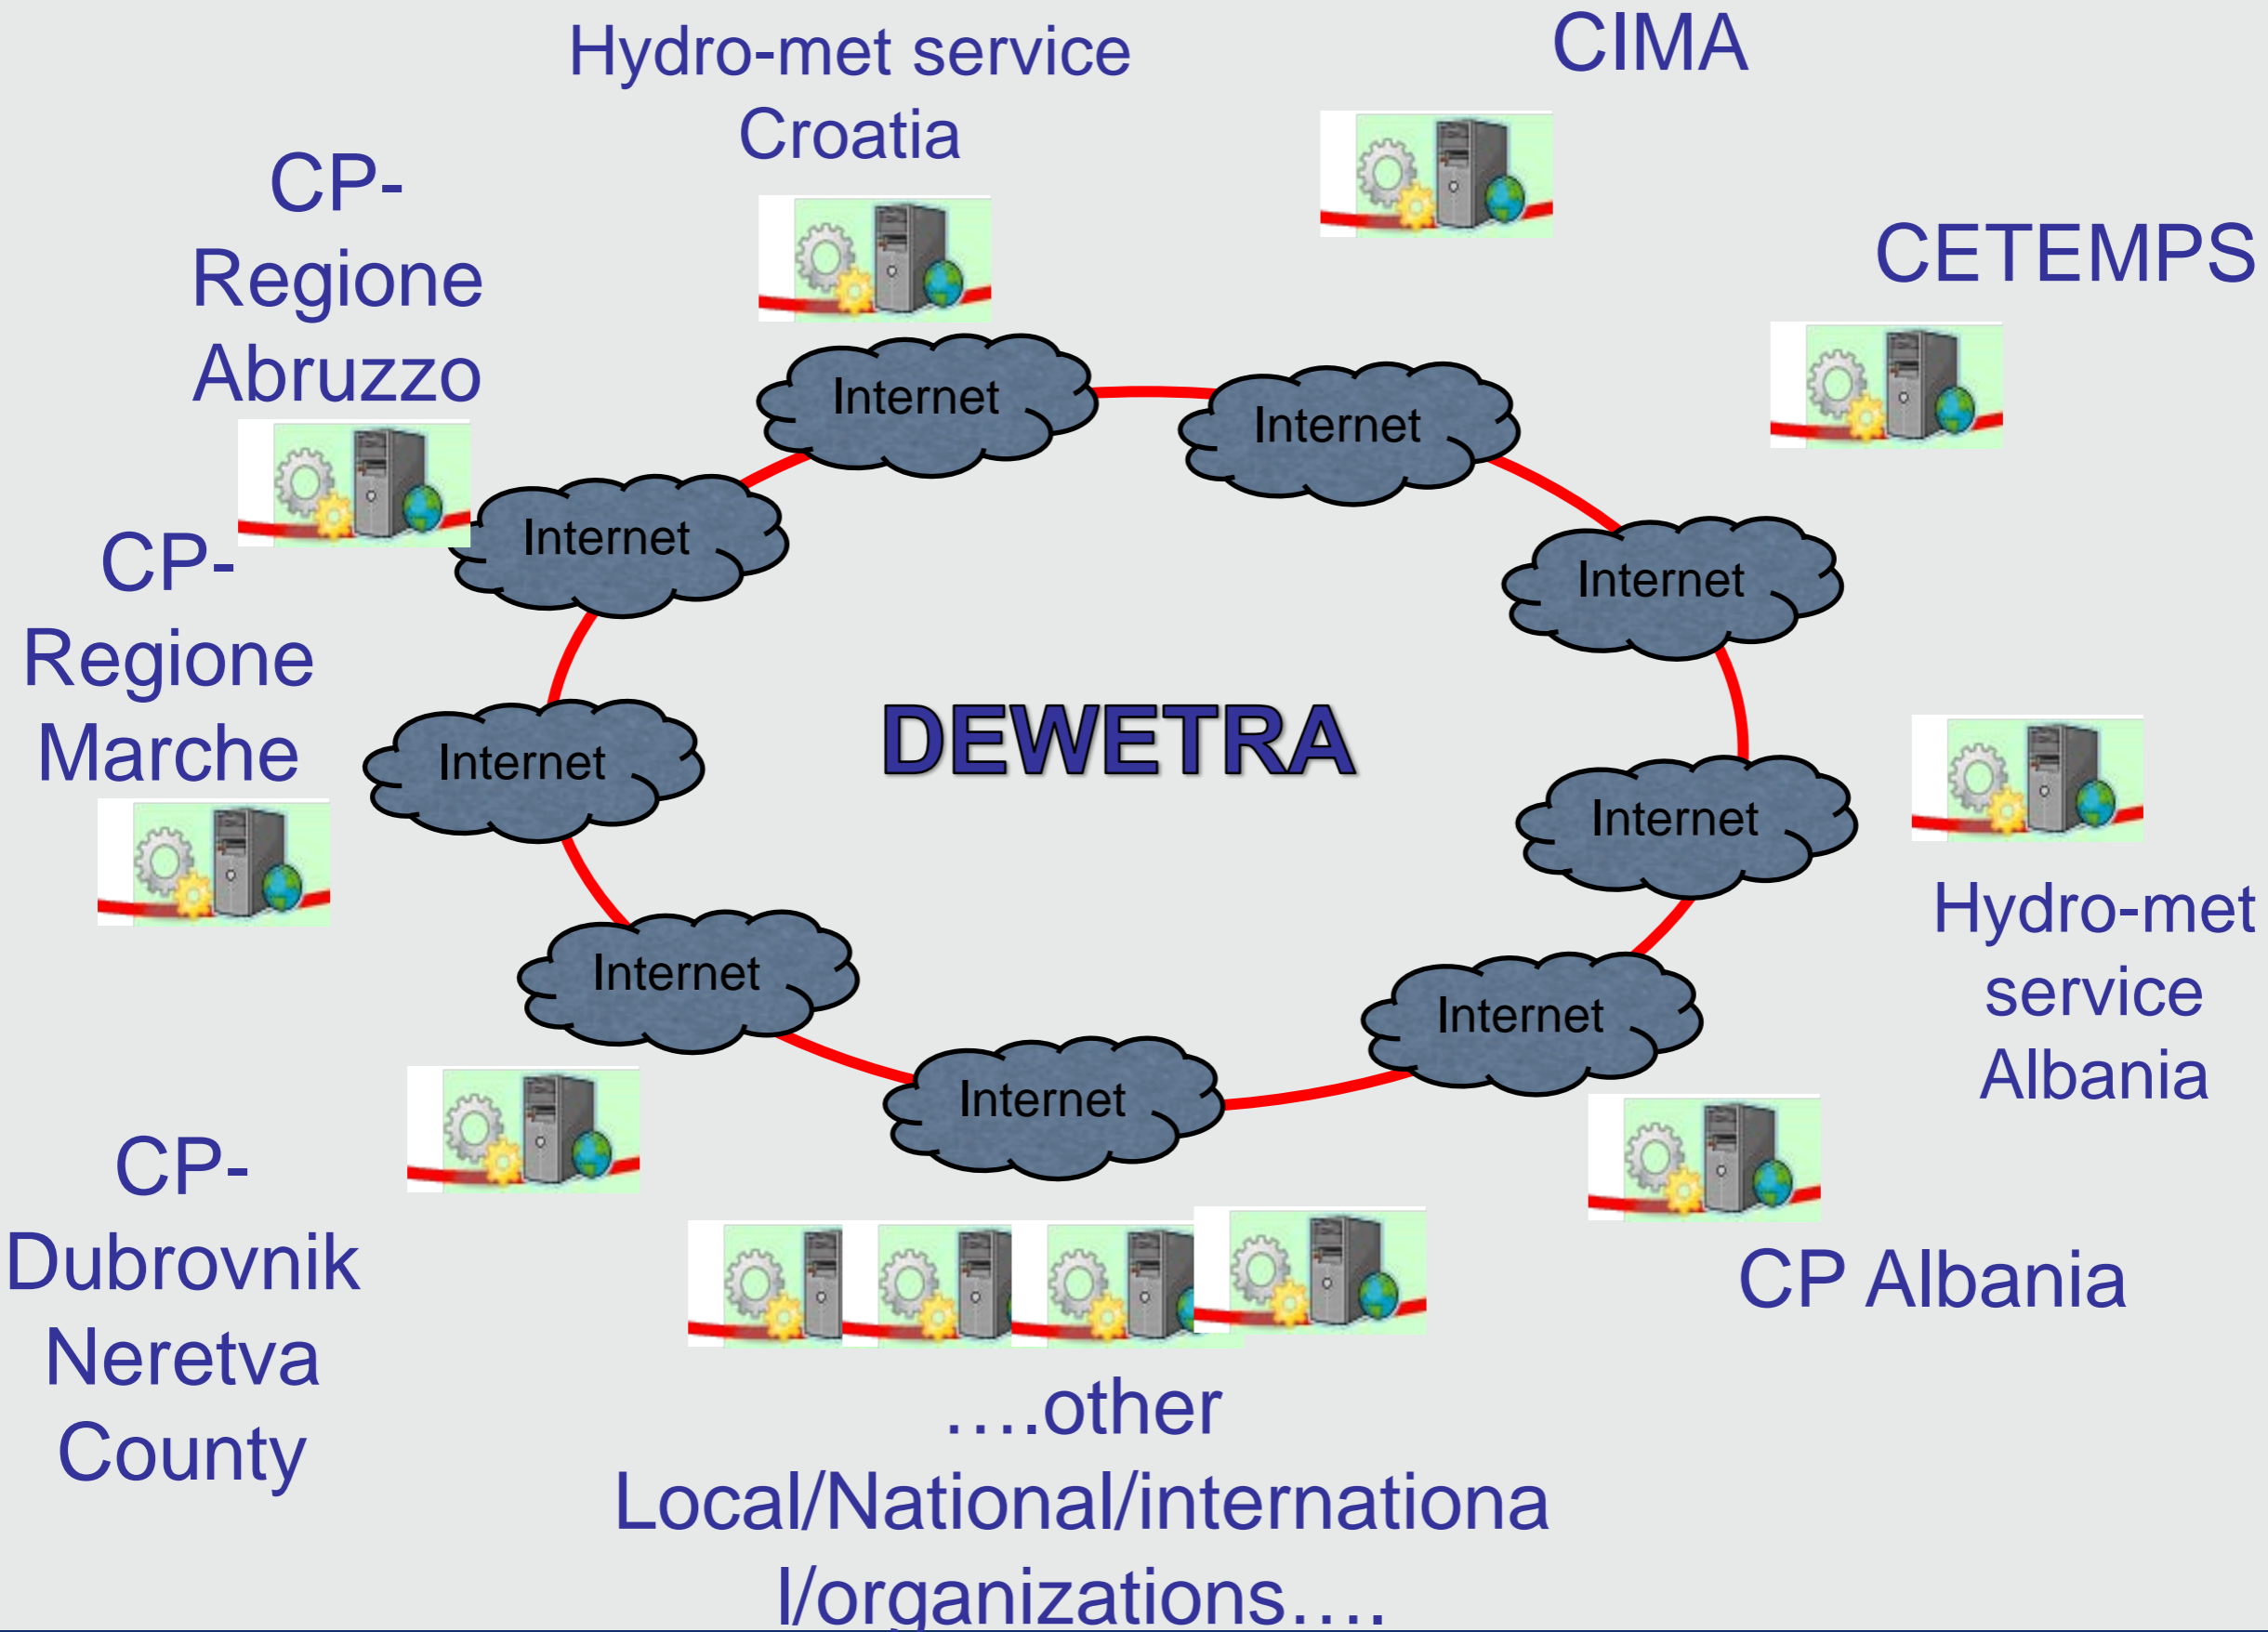 Hydro-met service
Croatia
CIMA
CP-
Regione
Abruzzo
CETEMPS
Internet
Internet
Internet
Internet
CP-
Regione
Marche
DEWETRA
Internet
Internet
Hydro-met
service
Albania
Internet
Internet
Internet
CP-
Dubrovnik
Neretva
County
CP Albania
….other
Local/National/internationa
l/organizations….